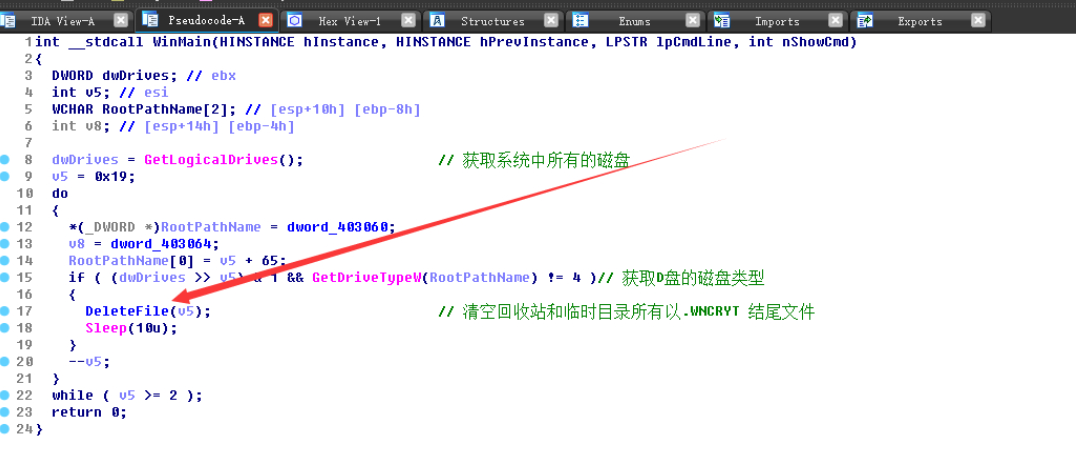 IDA View-A Pseudocode-A Hex View-1 Structures Enums Imports Exports
1 int __stdcall WinMain(HINSTANCE hInstance, HINSTANCE hPrevInstance, LPSTR lpCmdLine, int nShowCmd)
2 {
3 DWORD dwDrives; // ebx
4 int v5; // esi
5 WCHAR RootPathName[2]; // [esp+10h] [ebp-8h]
6 int v8; // [esp+14h] [ebp-4h]
7
8 dwDrives = GetLogicalDrives(); // 获取系统中所有的磁盘
9 v5 = 0x19;
10 do
11 {
12 *(_DWORD *)RootPathName = dword_403060;
13 v8 = dword_403064;
14 RootPathName[0] = v5 + 65;
15 if ( (dwDrives >> v5) & 1 && GetDriveTypeW(RootPathName) != 4 )// 获取D盘的磁盘类型
16 {
17 DeleteFile(v5); // 清空回收站和临时目录所有以.WNCRYT 结尾文件
18 Sleep(10u);
19 }
20 --v5;
21 }
22 while ( v5 >= 2 );
23 return 0;
24 }